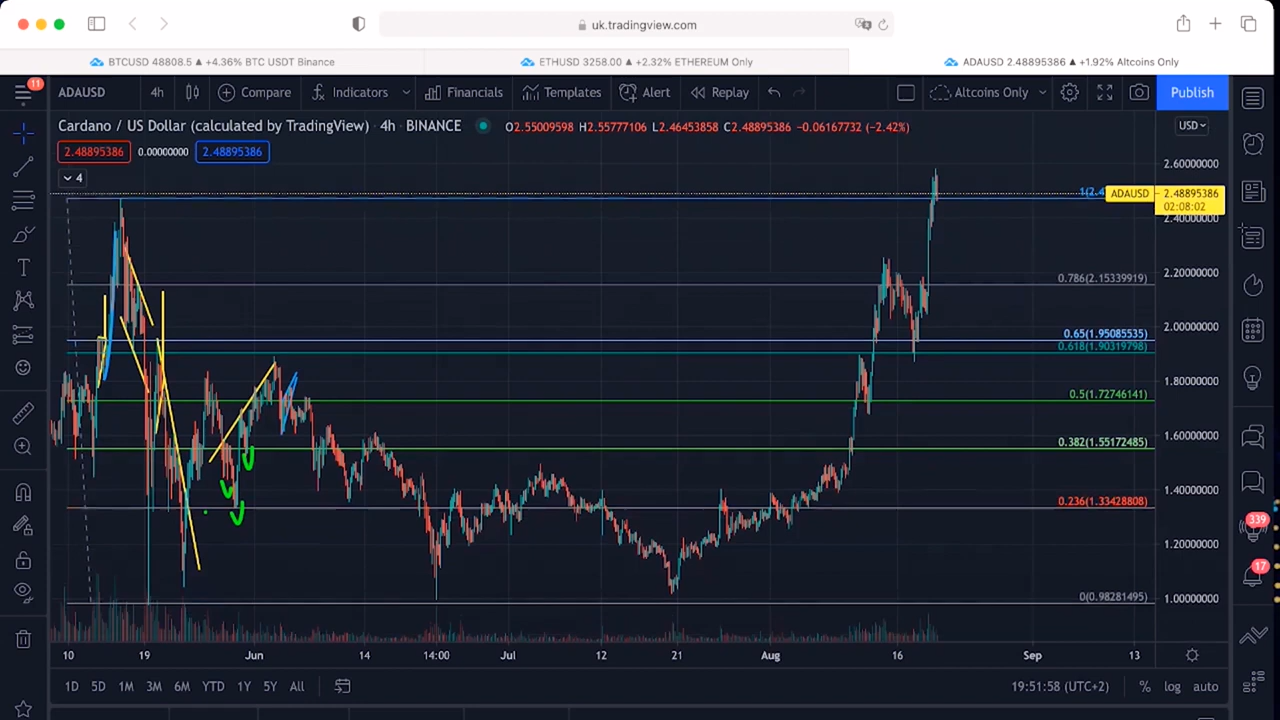 uk.tradingview.com
BTCUSD 48808.5 ▲ +4.36% BTC USDT Binance
ETHUSD 3258.00 ▲ +2.32% ETHEREUM Only
ADAUSD 2.48895386 ▲ +1.92% Altcoins Only
11
ADAUSD
4h
Compare
Indicators
Financials
Templates
Alert
Replay
Altcoins Only
Publish
Cardano / US Dollar (calculated by TradingView) · 4h · BINANCE
O2.55009598 H2.55777106 L2.46453858 C2.48895386 −0.06167732 (−2.42%)
USD
2.48895386
0.00000000
2.48895386
4
2.60000000
ADAUSD
2.48895386
02:08:02
2.40000000
0.786(2.15339919)
2.20000000
0.65(1.95085535)
2.00000000
0.618(1.90319798)
1.80000000
0.5(1.72746141)
1.60000000
0.382(1.55172485)
1.40000000
0.236(1.33428808)
1.20000000
0(0.98281495)
1.00000000
339
17
10
19
Jun
14
14:00
Jul
12
21
Aug
16
Sep
13
1D
5D
1M
3M
6M
YTD
1Y
5Y
All
19:51:58 (UTC+2)
%
log
auto